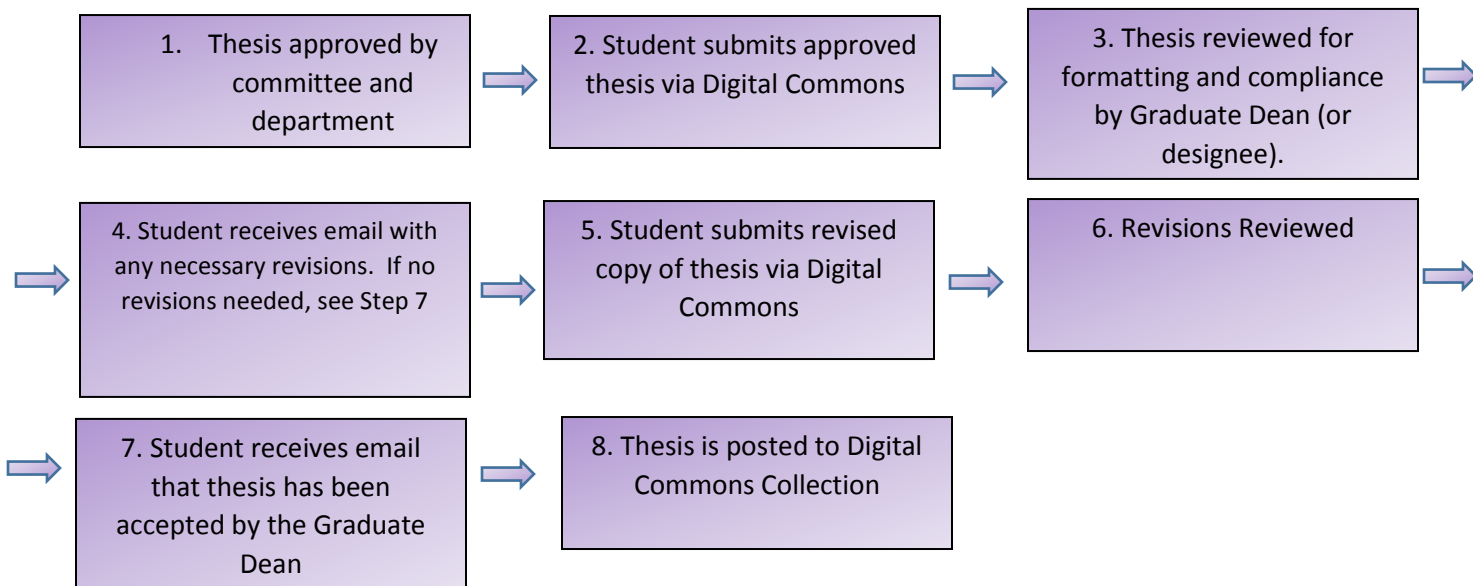 1. Thesis approved by
committee and
department
2. Student submits approved
thesis via Digital Commons
3. Thesis reviewed for
formatting and compliance
by Graduate Dean (or
designee).
4. Student receives email with
any necessary revisions.  If no
revisions needed, see Step 7
5. Student submits revised
copy of thesis via Digital
Commons
6. Revisions Reviewed
7. Student receives email
that thesis has been
accepted by the Graduate
Dean
8. Thesis is posted to Digital
Commons Collection